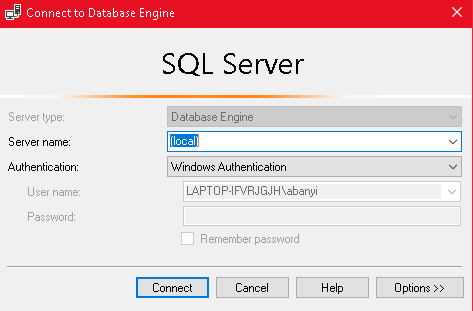 Connect to Database Engine
SQL Server
Server type: Database Engine
Server name: (local)
Authentication: Windows Authentication
User name: LAPTOP-IFVRJGJH\abanyi
Password:
Remember password
Connect Cancel Help Options >>